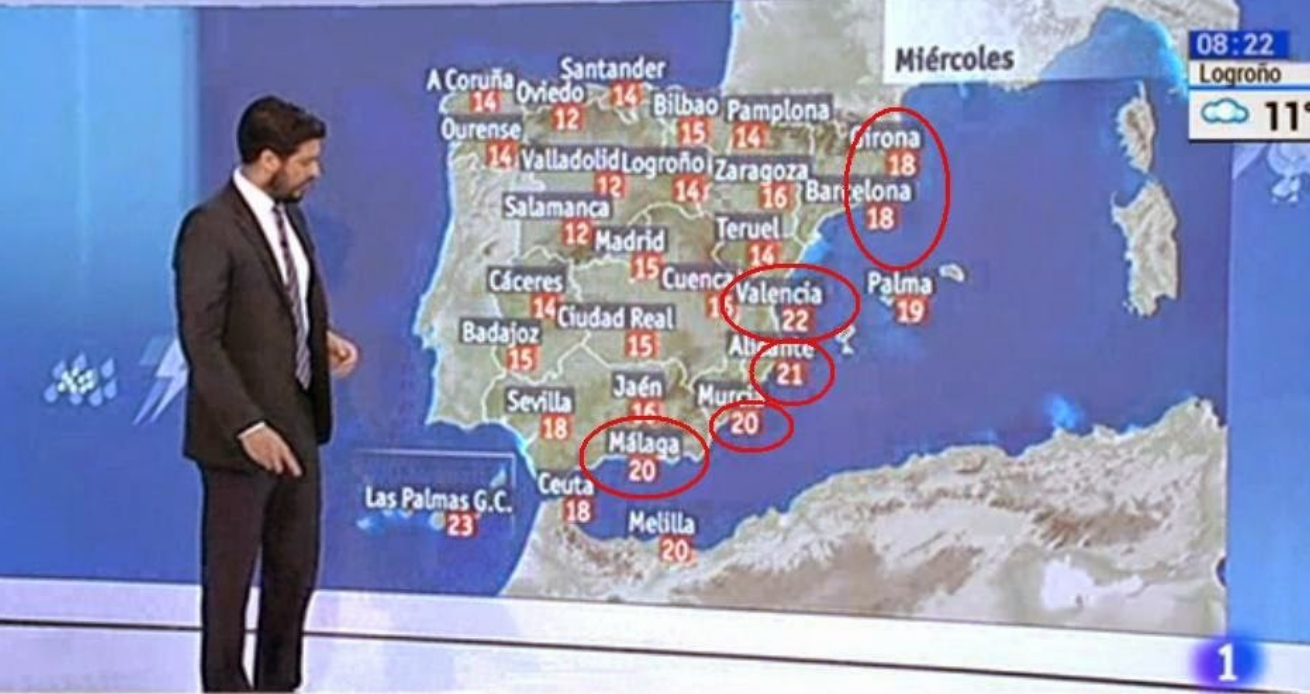 Miércoles
08:22
Logroño
11°
A Coruña
14
Oviedo
12
Santander
14
Bilbao
15
Pamplona
14
Girona
18
Ourense
14
Valladolid
12
Logroño
14
Zaragoza
16
Barcelona
18
Salamanca
12
Madrid
15
Teruel
14
Cáceres
14
Cuenca
Valencia
22
Palma
19
Badajoz
15
Ciudad Real
15
Alicante
21
Sevilla
18
Jaén
16
Murcia
20
Málaga
20
Las Palmas G.C.
23
Ceuta
18
Melilla
20
1